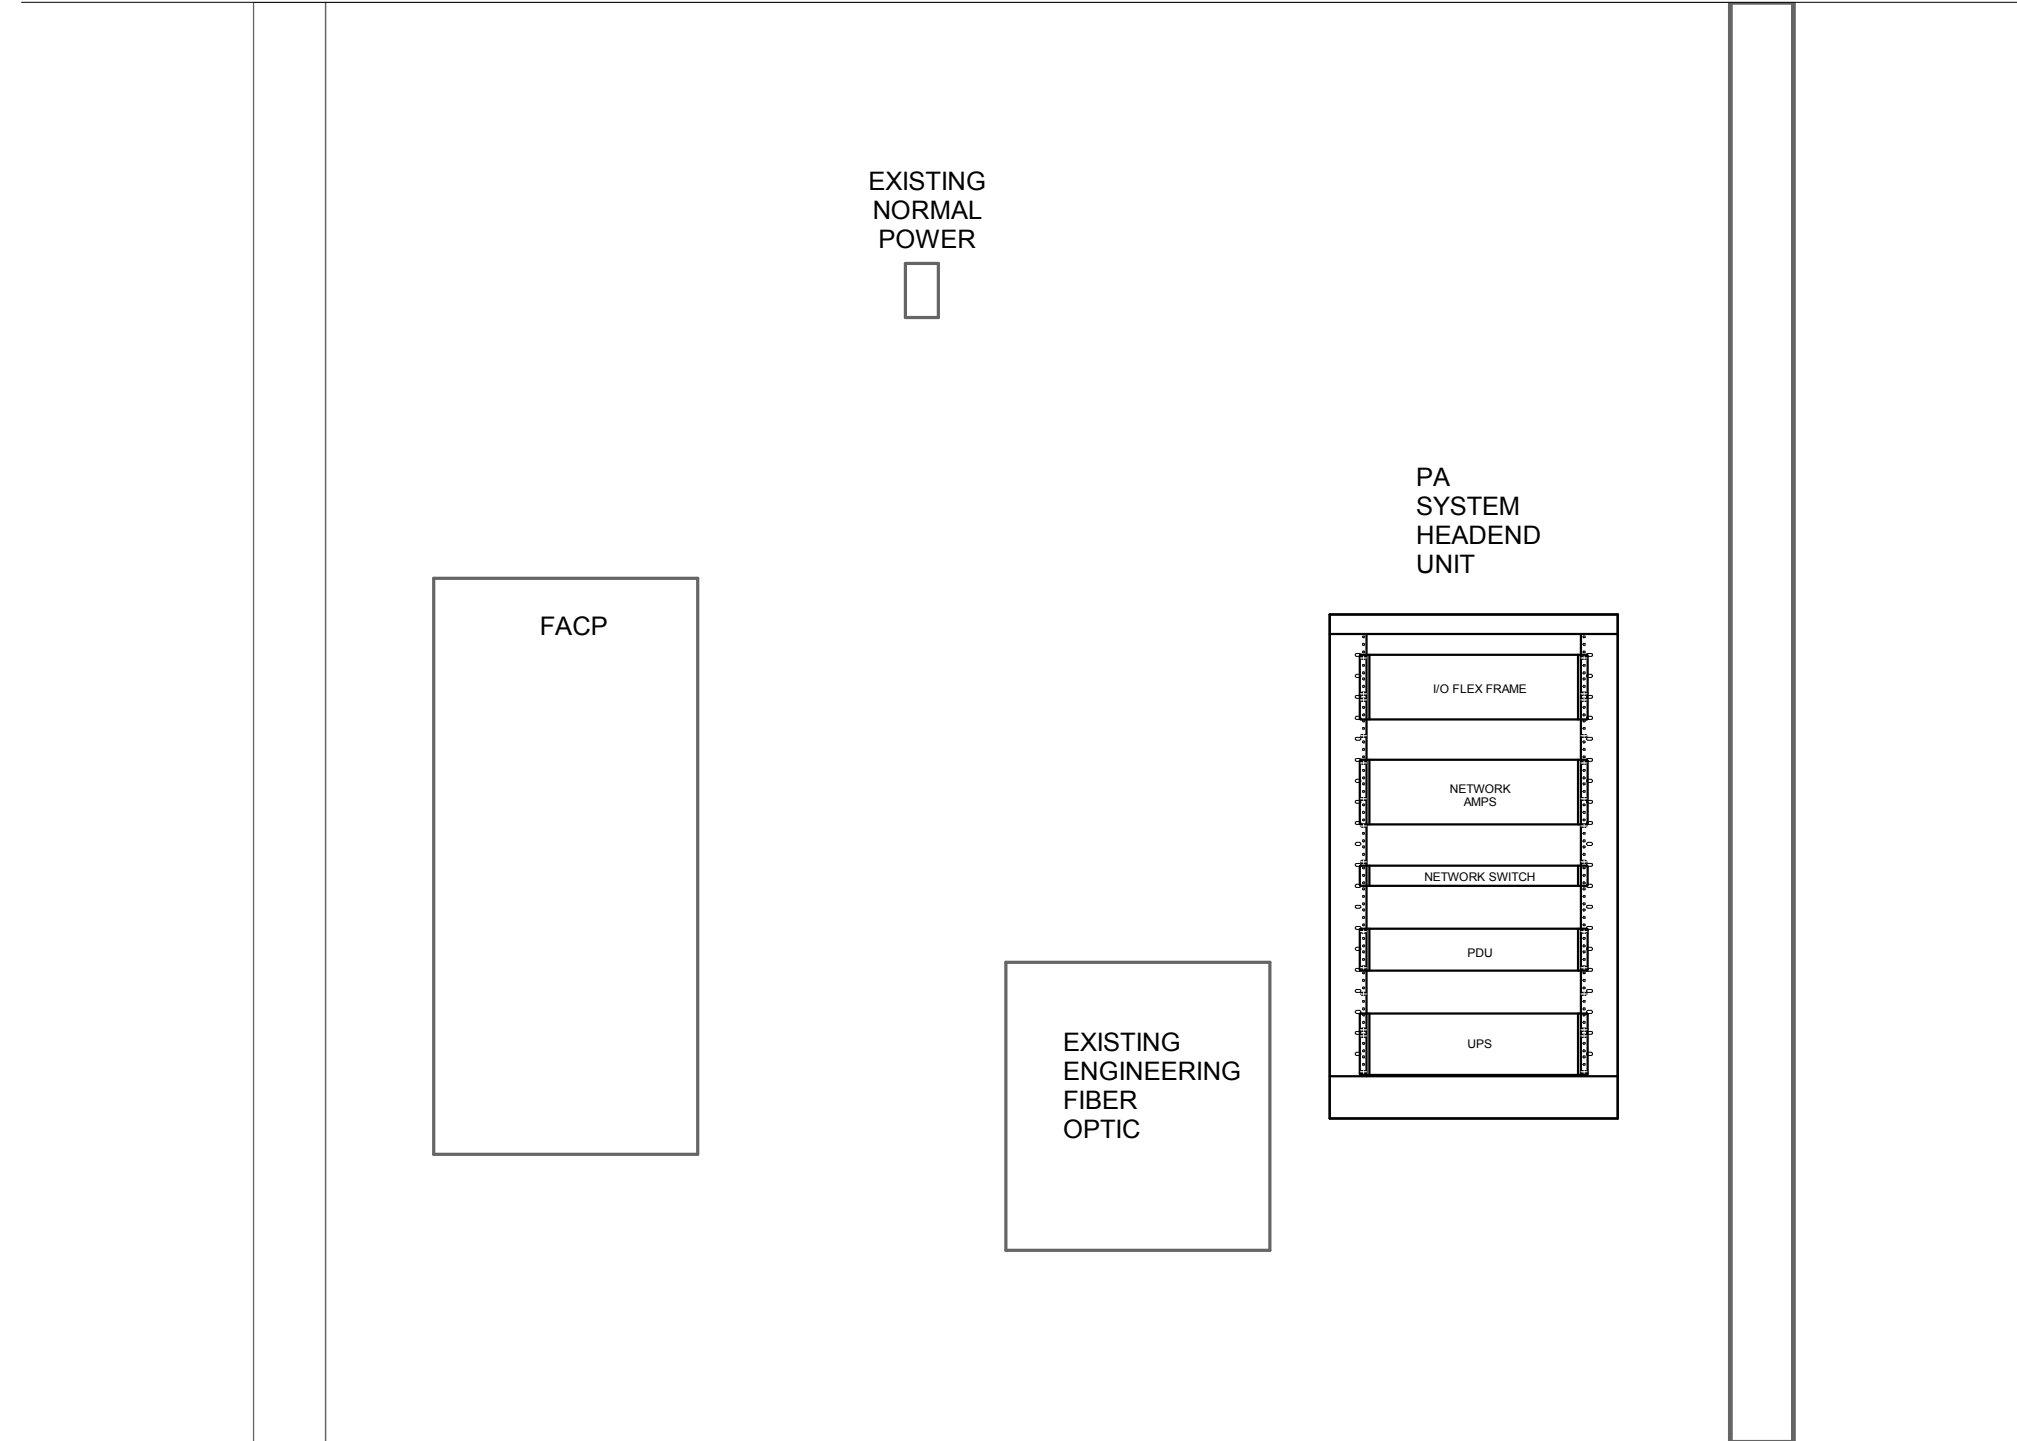 EXISTING
NORMAL
POWER
PA
SYSTEM
HEADEND
UNIT
FACP
I/O FLEX FRAME
NETWORK
AMPS
NETWORK SWITCH
PDU
UPS
EXISTING
ENGINEERING
FIBER
OPTIC